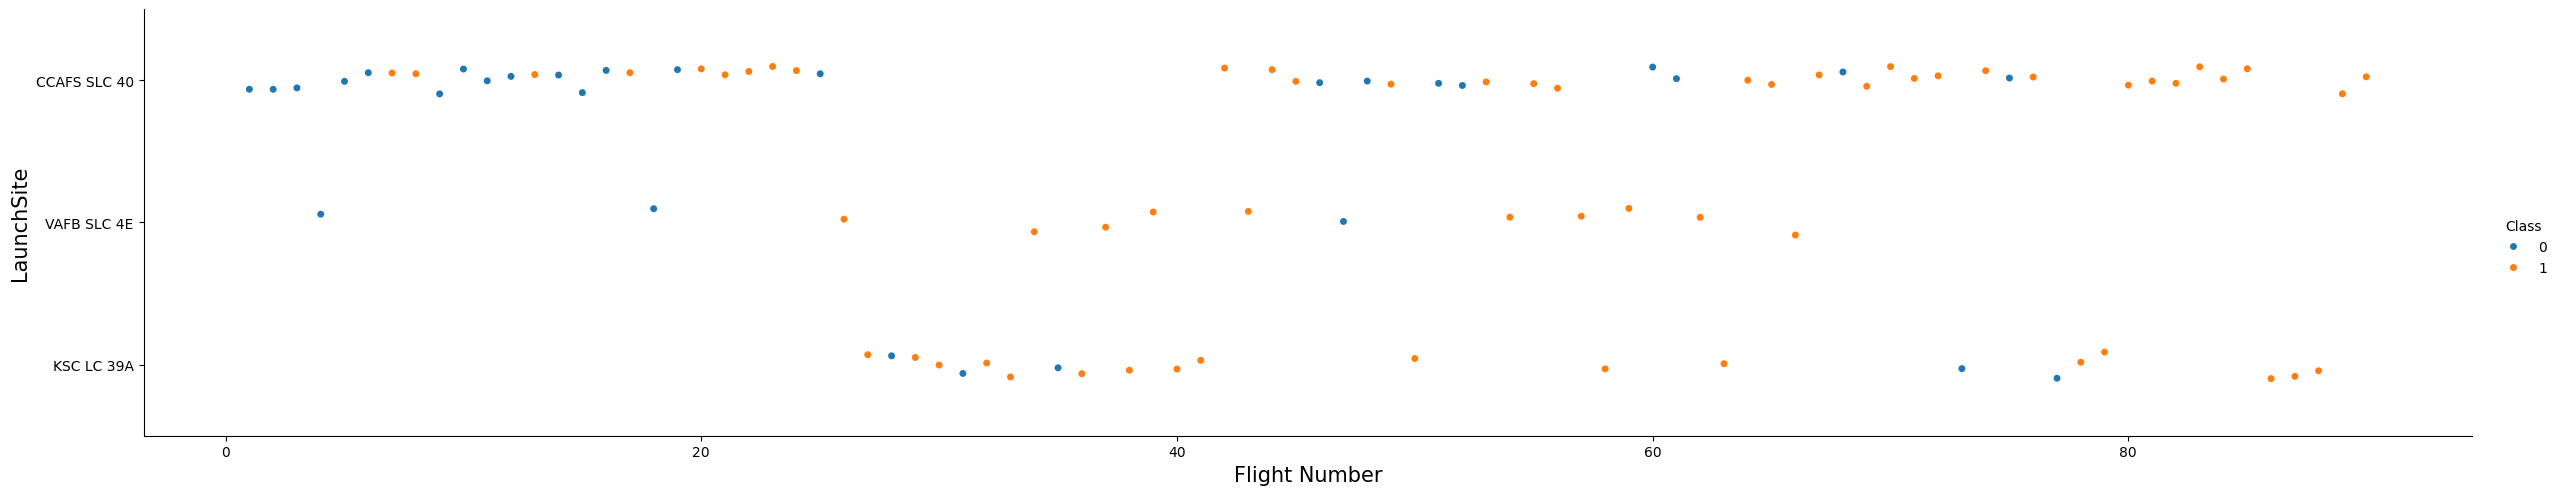 LaunchSite
CCAFS SLC 40
VAFB SLC 4E
KSC LC 39A
0
20
40
60
80
Flight Number
Class
0
1